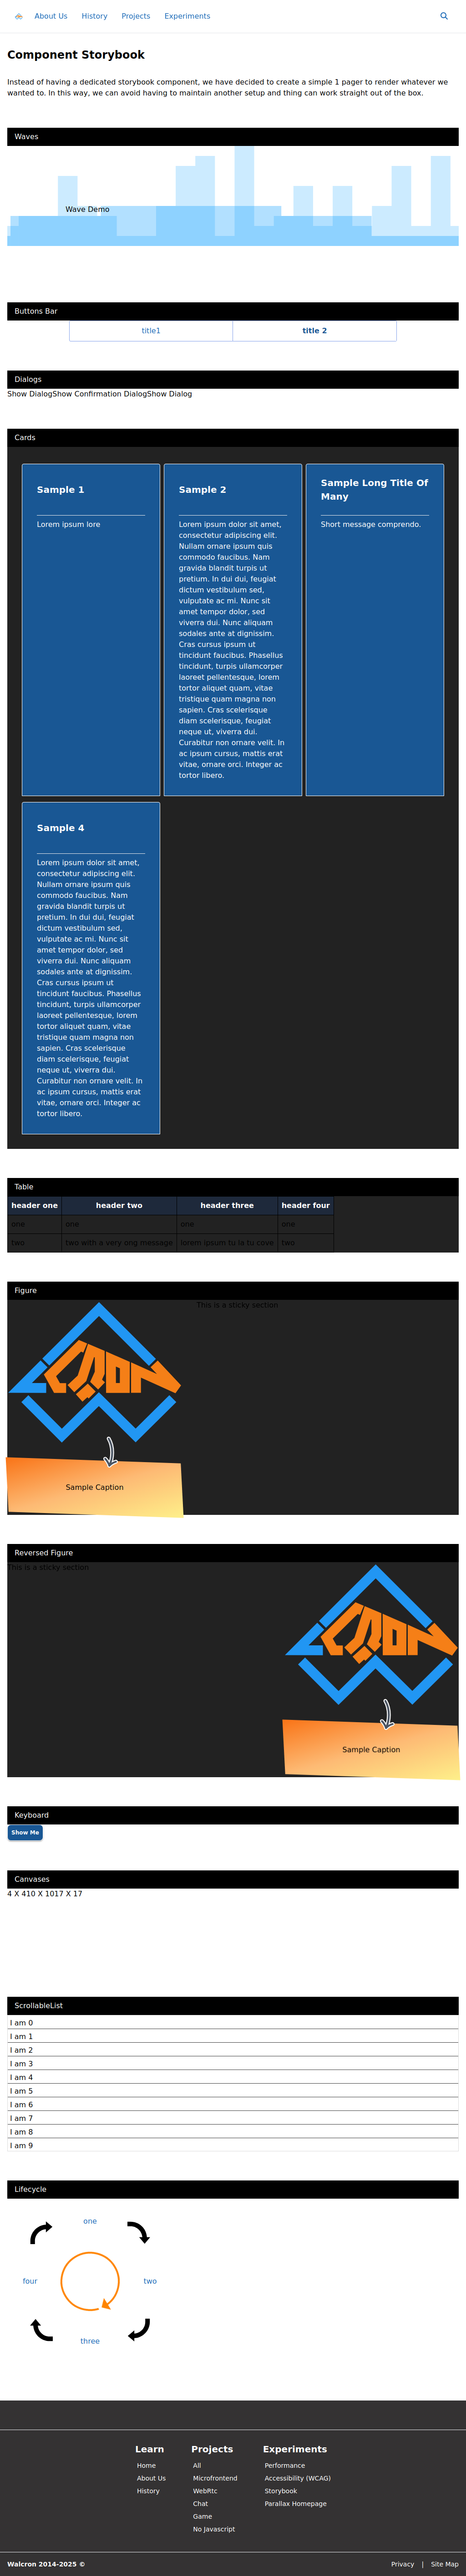 About Us History Projects Experiments
Component Storybook
Instead of having a dedicated storybook component, we have decided to create a simple 1 pager to render whatever we
wanted to. In this way, we can avoid having to maintain another setup and thing can work straight out of the box.
Waves
Wave Demo
Buttons Bar
title1 title 2
Dialogs
Show DialogShow Confirmation DialogShow Dialog
Cards
Sample 1
Lorem ipsum lore
Sample 2
Lorem ipsum dolor sit amet,
consectetur adipiscing elit.
Nullam ornare ipsum quis
commodo faucibus. Nam
gravida blandit turpis ut
pretium. In dui dui, feugiat
dictum vestibulum sed,
vulputate ac mi. Nunc sit
amet tempor dolor, sed
viverra dui. Nunc aliquam
sodales ante at dignissim.
Cras cursus ipsum ut
tincidunt faucibus. Phasellus
tincidunt, turpis ullamcorper
laoreet pellentesque, lorem
tortor aliquet quam, vitae
tristique quam magna non
sapien. Cras scelerisque
diam scelerisque, feugiat
neque ut, viverra dui.
Curabitur non ornare velit. In
ac ipsum cursus, mattis erat
vitae, ornare orci. Integer ac
tortor libero.
Sample Long Title Of
Many
Short message comprendo.
Sample 4
Lorem ipsum dolor sit amet,
consectetur adipiscing elit.
Nullam ornare ipsum quis
commodo faucibus. Nam
gravida blandit turpis ut
pretium. In dui dui, feugiat
dictum vestibulum sed,
vulputate ac mi. Nunc sit
amet tempor dolor, sed
viverra dui. Nunc aliquam
sodales ante at dignissim.
Cras cursus ipsum ut
tincidunt faucibus. Phasellus
tincidunt, turpis ullamcorper
laoreet pellentesque, lorem
tortor aliquet quam, vitae
tristique quam magna non
sapien. Cras scelerisque
diam scelerisque, feugiat
neque ut, viverra dui.
Curabitur non ornare velit. In
ac ipsum cursus, mattis erat
vitae, ornare orci. Integer ac
tortor libero.
Table
header one header two header three header four
one one one one
two two with a very ong message lorem ipsum tu la tu cove two
Figure
This is a sticky section
Sample Caption
Reversed Figure
This is a sticky section
Sample Caption
Keyboard
Show Me
Canvases
4 X 410 X 1017 X 17
ScrollableList
I am 0
I am 1
I am 2
I am 3
I am 4
I am 5
I am 6
I am 7
I am 8
I am 9
Lifecycle
one
four two
three
Learn
Home
About Us
History
Projects
All
Microfrontend
WebRtc
Chat
Game
No Javascript
Experiments
Performance
Accessibility (WCAG)
Storybook
Parallax Homepage
Walcron 2014-2025 © Privacy | Site Map